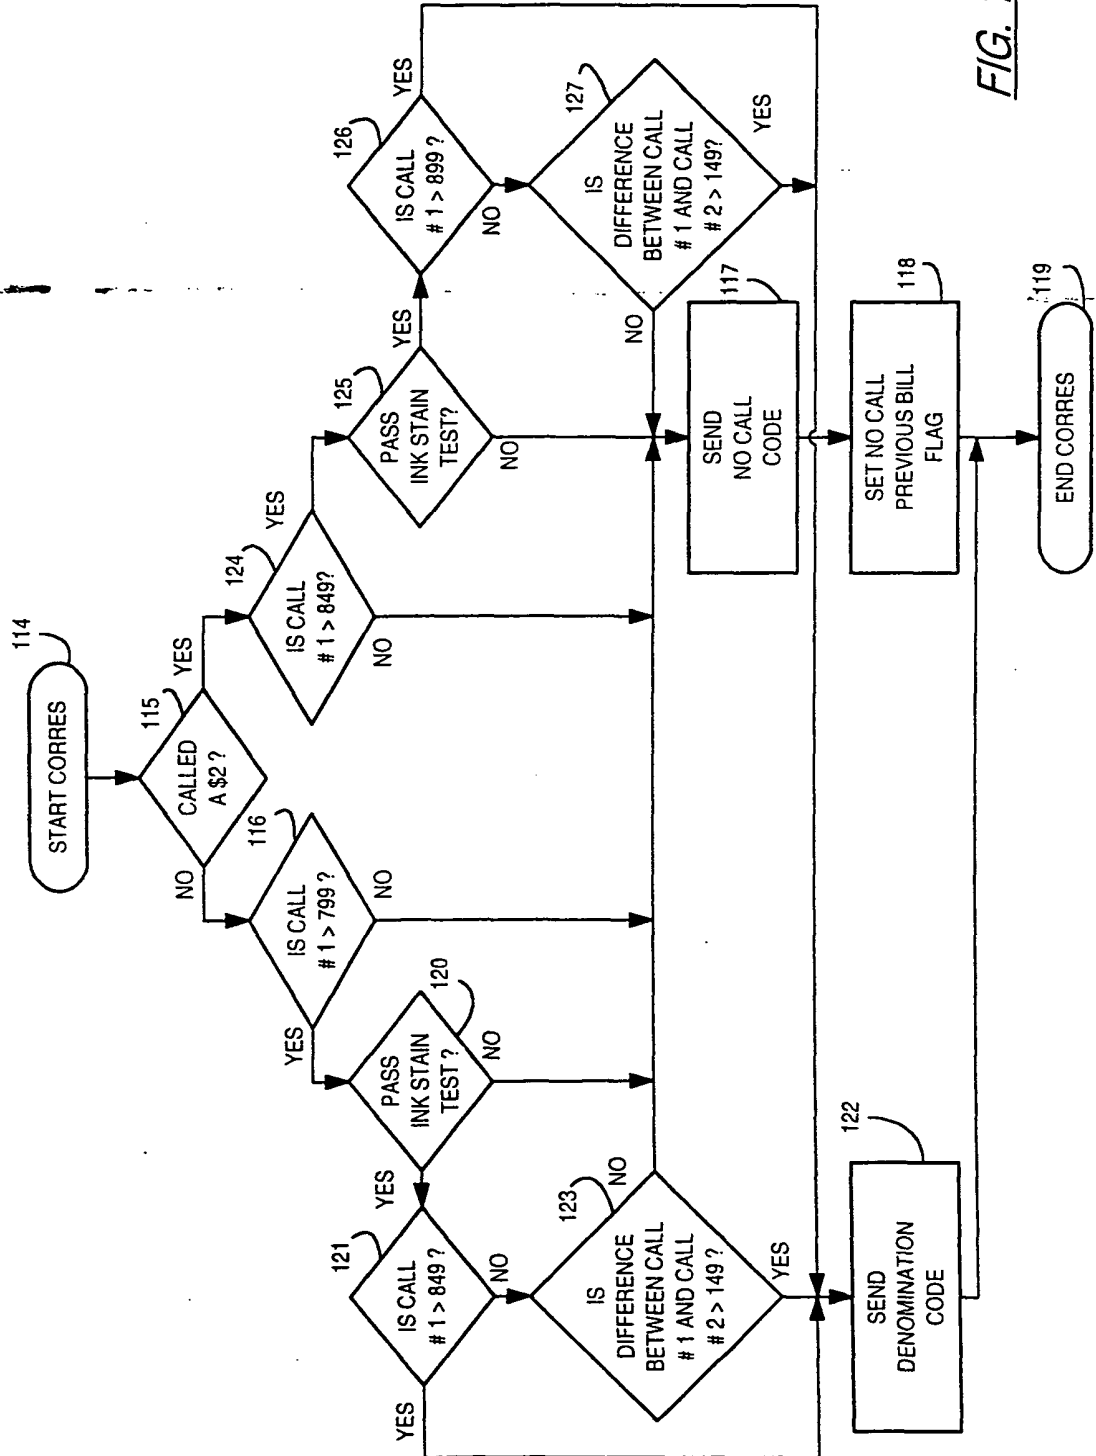 114
START CORRES
115
CALLED
A $2 ?
NO
YES
116
IS CALL
# 1 > 799 ?
YES
NO
124
IS CALL
# 1 > 849?
NO
YES
120
PASS
INK STAIN
TEST ?
YES
NO
125
PASS
INK STAIN
TEST?
NO
YES
121
IS CALL
# 1 > 849 ?
YES
NO
126
IS CALL
# 1 > 899 ?
YES
NO
123
IS
DIFFERENCE
BETWEEN CALL
# 1 AND CALL
# 2 > 149 ?
NO
YES
127
IS
DIFFERENCE
BETWEEN CALL
# 1 AND CALL
# 2 > 149?
NO
YES
117
SEND
NO CALL
CODE
122
SEND
DENOMINATION
CODE
118
SET NO CALL
PREVIOUS BILL
FLAG
119
END CORRES
FIG.